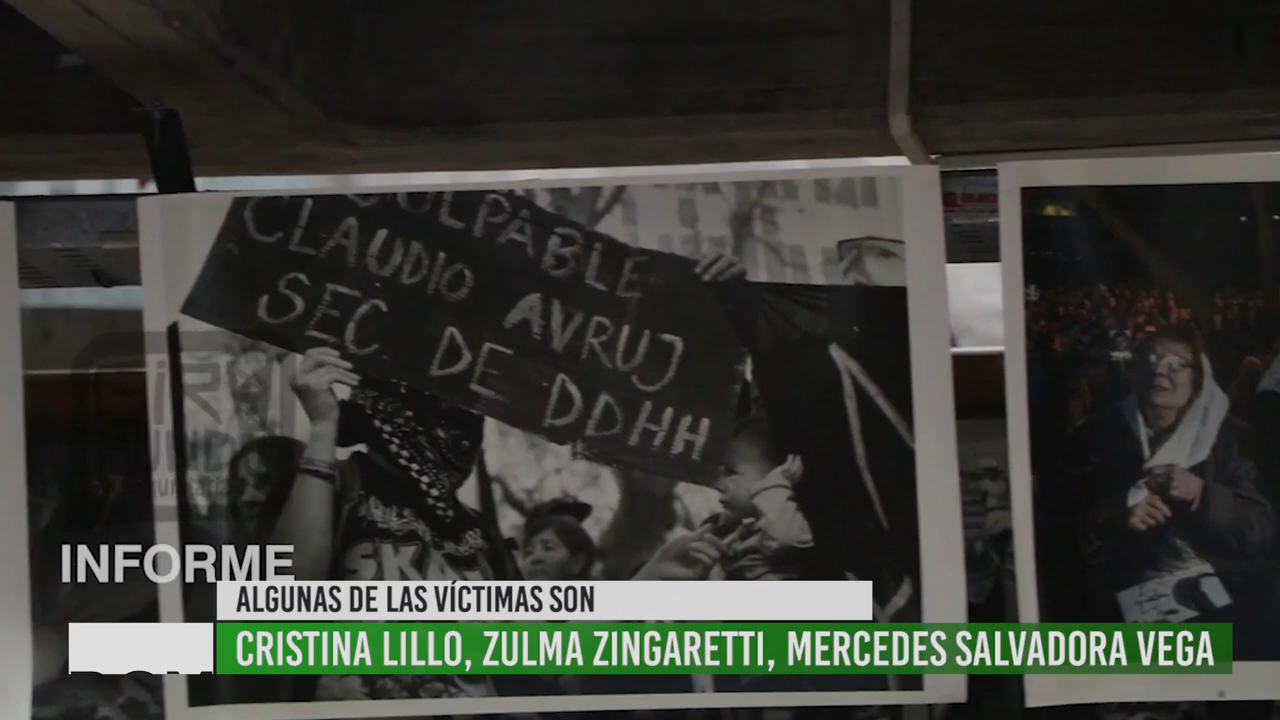 CULPABLE
CLAUDIO AVRUJ
SEC. DE DDHH
INFORME
ALGUNAS DE LAS VÍCTIMAS SON
CRISTINA LILLO, ZULMA ZINGARETTI, MERCEDES SALVADORA VEGA